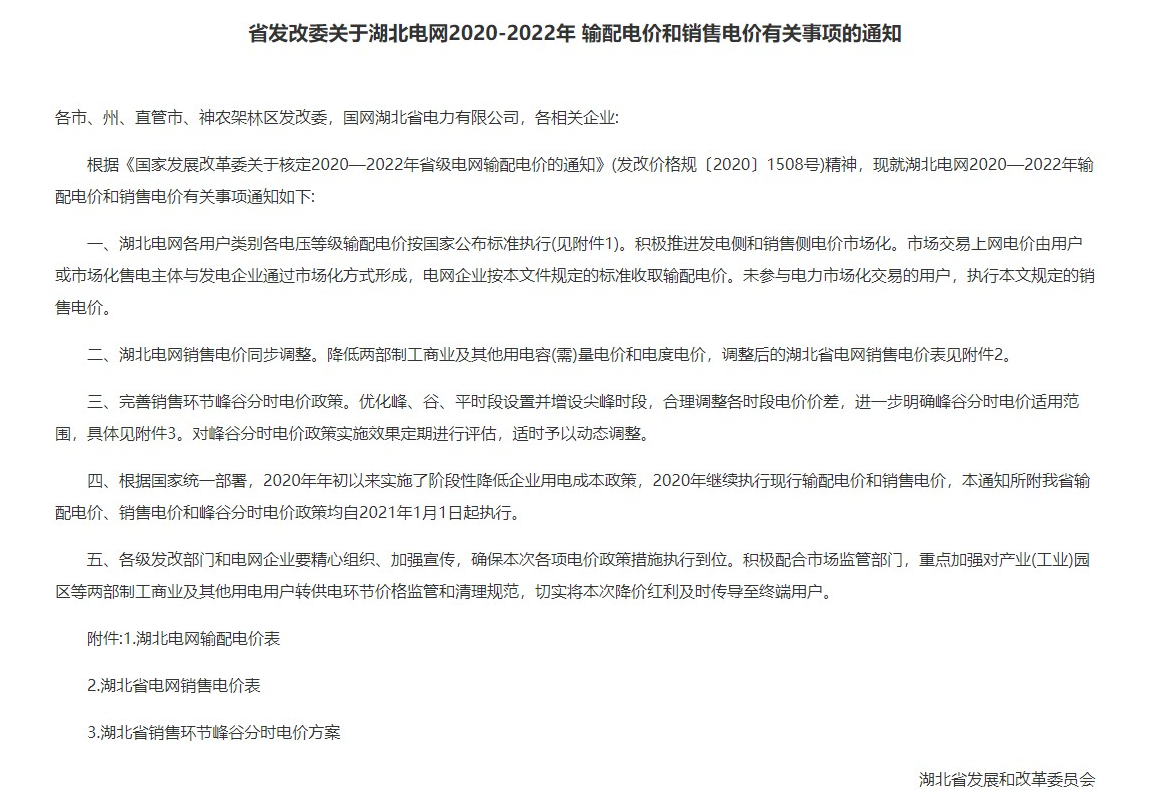 省发改委关于湖北电网2020-2022年 输配电价和销售电价有关事项的通知
各市、州、直管市、神农架林区发改委，国网湖北省电力有限公司，各相关企业:
根据《国家发展改革委关于核定2020—2022年省级电网输配电价的通知》(发改价格规〔2020〕1508号)精神，现就湖北电网2020—2022年输
配电价和销售电价有关事项通知如下:
一、湖北电网各用户类别各电压等级输配电价按国家公布标准执行(见附件1)。积极推进发电侧和销售侧电价市场化。市场交易上网电价由用户
或市场化售电主体与发电企业通过市场化方式形成，电网企业按本文件规定的标准收取输配电价。未参与电力市场化交易的用户，执行本文规定的销
售电价。
二、湖北电网销售电价同步调整。降低两部制工商业及其他用电容(需)量电价和电度电价，调整后的湖北省电网销售电价表见附件2。
三、完善销售环节峰谷分时电价政策。优化峰、谷、平时段设置并增设尖峰时段，合理调整各时段电价价差，进一步明确峰谷分时电价适用范
围，具体见附件3。对峰谷分时电价政策实施效果定期进行评估，适时予以动态调整。
四、根据国家统一部署，2020年年初以来实施了阶段性降低企业用电成本政策，2020年继续执行现行输配电价和销售电价，本通知所附我省输
配电价、销售电价和峰谷分时电价政策均自2021年1月1日起执行。
五、各级发改部门和电网企业要精心组织、加强宣传，确保本次各项电价政策措施执行到位。积极配合市场监管部门，重点加强对产业(工业)园
区等两部制工商业及其他用电用户转供电环节价格监管和清理规范，切实将本次降价红利及时传导至终端用户。
附件:1.湖北电网输配电价表
2.湖北省电网销售电价表
3.湖北省销售环节峰谷分时电价方案
湖北省发展和改革委员会